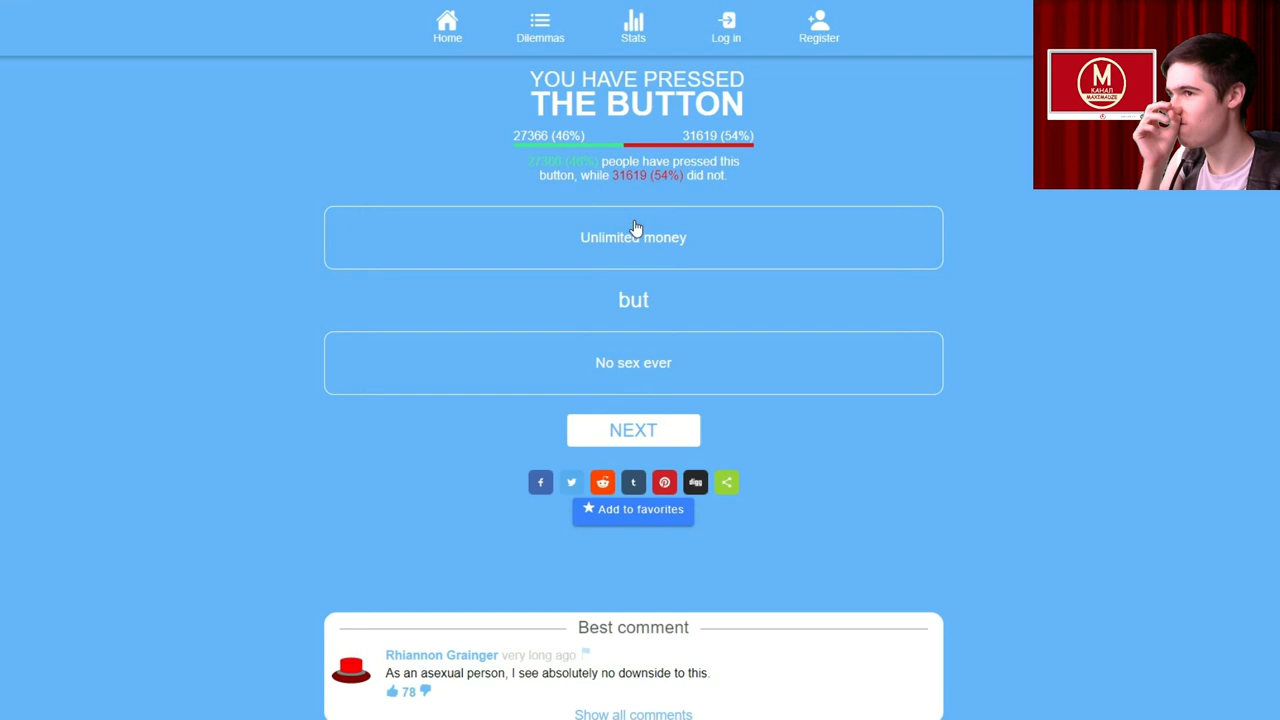 Home
Dilemmas
Stats
Log in
Register
YOU HAVE PRESSED
THE BUTTON
27366 (46%)
31619 (54%)
27366 (46%) people have pressed this
button, while 31619 (54%) did not.
Unlimited money
but
No sex ever
NEXT
f
t
digg
★ Add to favorites
Best comment
Rhiannon Grainger very long ago
As an asexual person, I see absolutely no downside to this.
78
Show all comments
M
КАНАЛ
MAXIMADZE